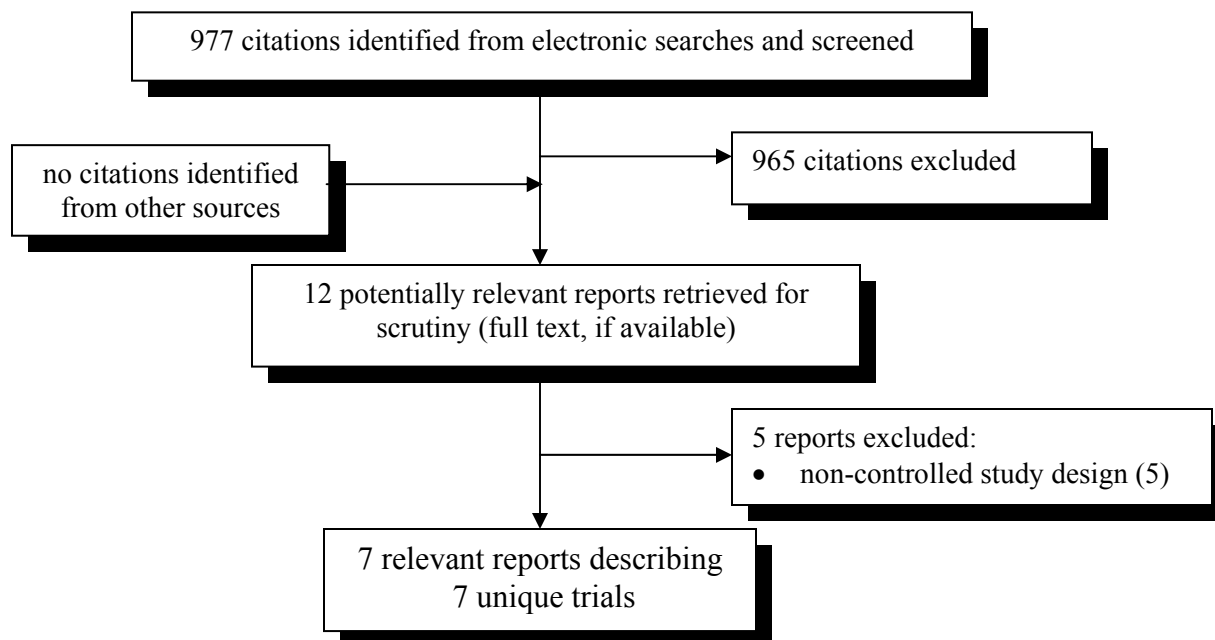 977 citations identified from electronic searches and screened
no citations identified
from other sources
965 citations excluded
12 potentially relevant reports retrieved for
scrutiny (full text, if available)
5 reports excluded:
• non-controlled study design (5)
7 relevant reports describing
7 unique trials